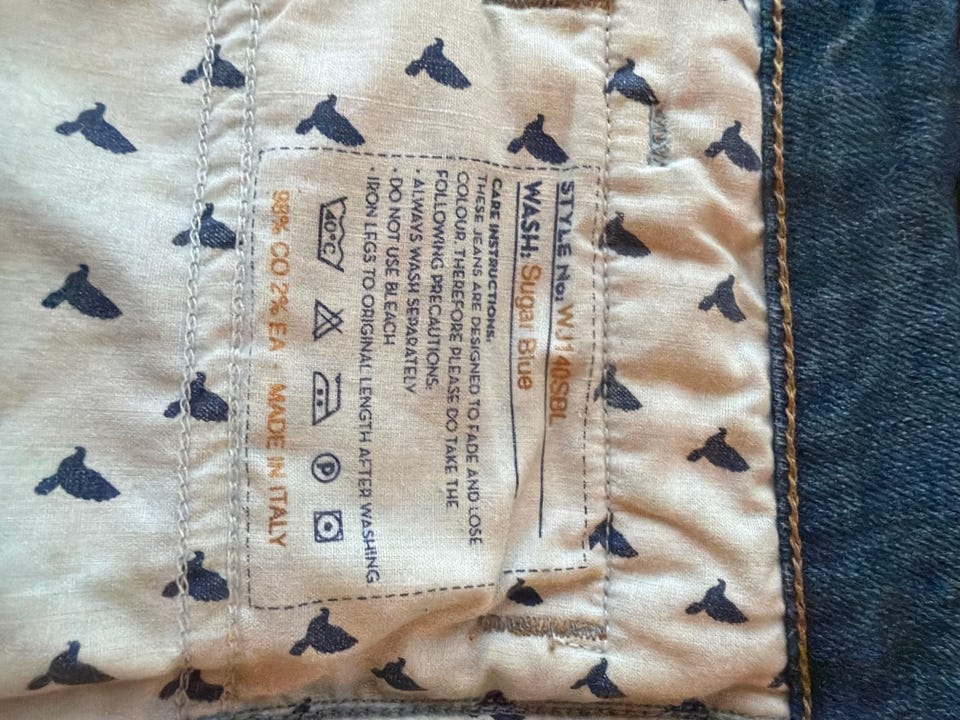 STYLE No: WJ140SBL
WASH: Sugar Blue
CARE INSTRUCTIONS:
THESE JEANS ARE DESIGNED TO FADE AND LOSE
COLOUR. THEREFORE PLEASE DO TAKE THE
FOLLOWING PRECAUTIONS:
• ALWAYS WASH SEPARATELY
• DO NOT USE BLEACH
• IRON LEGS TO ORIGINAL LENGTH AFTER WASHING
40°C P
98% CO 2% EA - MADE IN ITALY